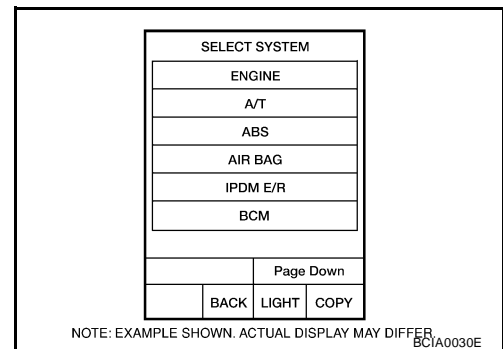 SELECT SYSTEM
ENGINE
A/T
ABS
AIR BAG
IPDM E/R
BCM
Page Down
BACK LIGHT COPY
NOTE: EXAMPLE SHOWN. ACTUAL DISPLAY MAY DIFFER.
BCIA0030E